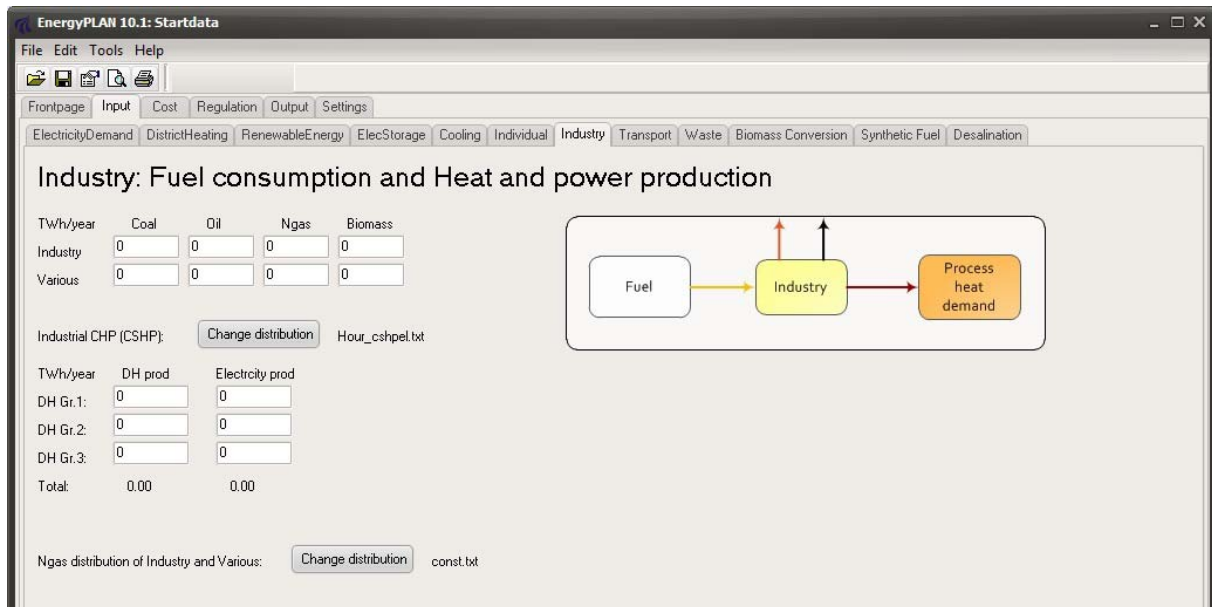 EnergyPLAN 10.1: Startdata
File Edit Tools Help
Frontpage Input Cost Regulation Output Settings
ElectricityDemand DistrictHeating RenewableEnergy ElecStorage Cooling Individual Industry Transport Waste Biomass Conversion Synthetic Fuel Desalination
Industry: Fuel consumption and Heat and power production
TWh/year Coal Oil Ngas Biomass
Industry 0 0 0 0
Various 0 0 0 0
Industrial CHP (CSHP): Change distribution Hour_cshpel.txt
TWh/year DH prod Electrcity prod
DH Gr.1: 0 0
DH Gr.2: 0 0
DH Gr.3: 0 0
Total: 0.00 0.00
Ngas distribution of Industry and Various: Change distribution const.txt
Fuel
Industry
Process
heat
demand